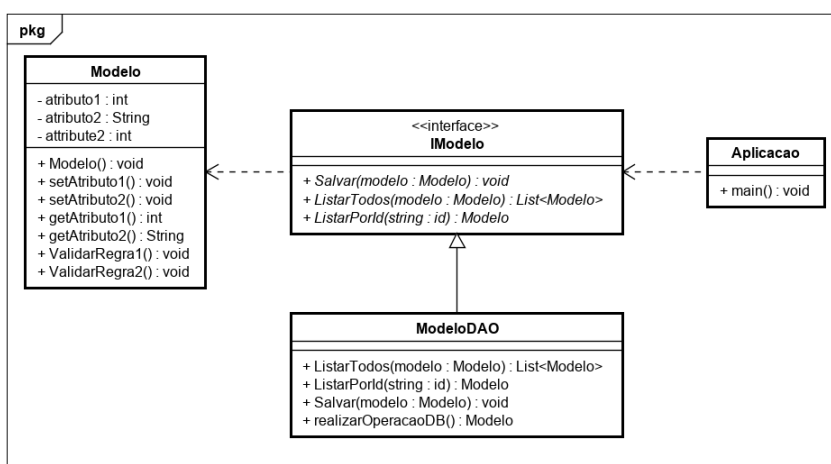 pkg
Modelo
- atributo1 : int
- atributo2 : String
- attribute2 : int
+ Modelo() : void
+ setAtributo1() : void
+ setAtributo2() : void
+ getAtributo1() : int
+ getAtributo2() : String
+ ValidarRegra1() : void
+ ValidarRegra2() : void
<<interface>>
IModelo
+ Salvar(modelo : Modelo) : void
+ ListarTodos(modelo : Modelo) : List<Modelo>
+ ListarPorId(string : id) : Modelo
Aplicacao
+ main() : void
ModeloDAO
+ ListarTodos(modelo : Modelo) : List<Modelo>
+ ListarPorId(string : id) : Modelo
+ Salvar(modelo : Modelo) : void
+ realizarOperacaoDB() : Modelo